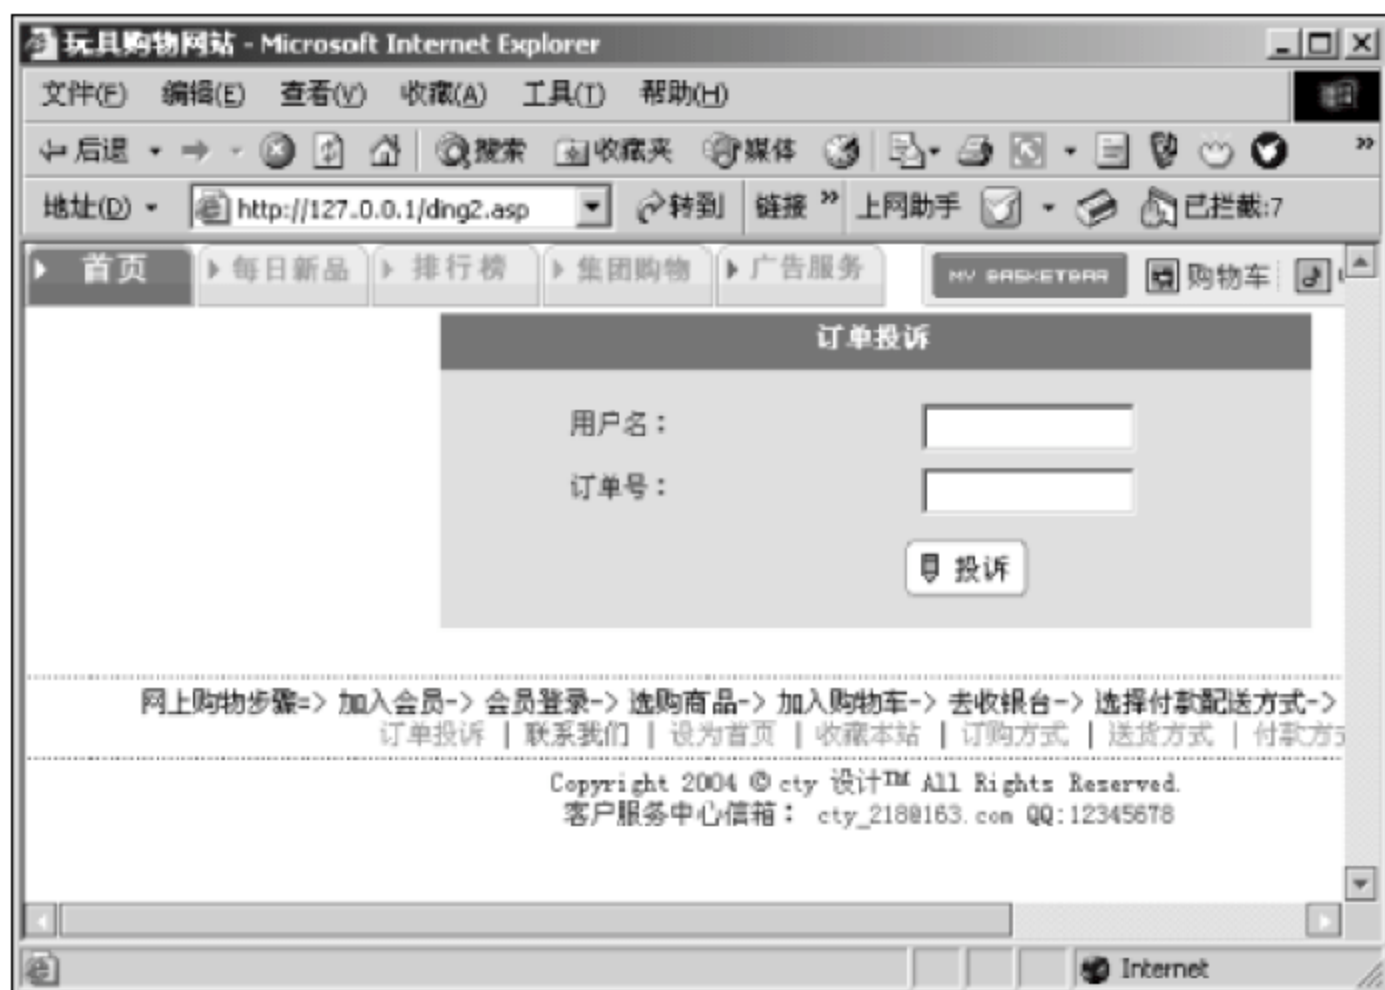 玩具购物网站 - Microsoft Internet Explorer
文件(F) 编辑(E) 查看(V) 收藏(A) 工具(T) 帮助(H)
后退 搜索 收藏夹 媒体 »
地址(D) http://127.0.0.1/ding2.asp 转到 链接 » 上网助手 已拦截:7
首页 每日新品 排行榜 集团购物 广告服务 MY BASKETBAR 购物车
订单投诉
用户名：
订单号：
投诉
网上购物步骤=> 加入会员-> 会员登录-> 选购商品-> 加入购物车-> 去收银台-> 选择付款配送方式->
订单投诉 | 联系我们 | 设为首页 | 收藏本站 | 订购方式 | 送货方式 | 付款方式
Copyright 2004 © cty 设计™ All Rights Reserved.
客户服务中心信箱： cty_218@163.com QQ:12345678
Internet